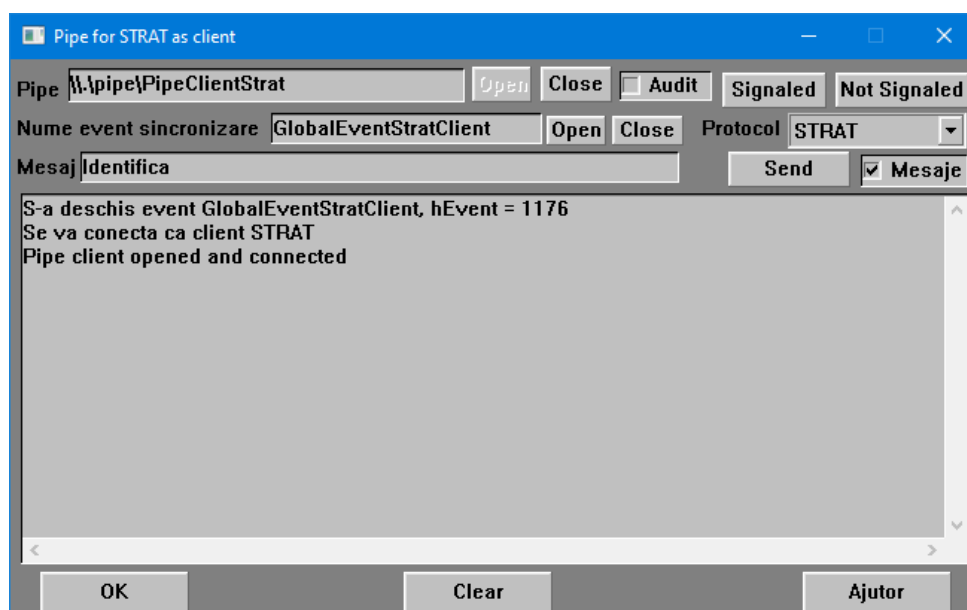 Pipe for STRAT as client
Pipe \\.\pipe\PipeClientStrat Open Close Audit Signaled Not Signaled
Nume event sincronizare GlobalEventStratClient Open Close Protocol STRAT
Mesaj Identifica Send Mesaje
S-a deschis event GlobalEventStratClient, hEvent = 1176
Se va conecta ca client STRAT
Pipe client opened and connected
OK Clear Ajutor